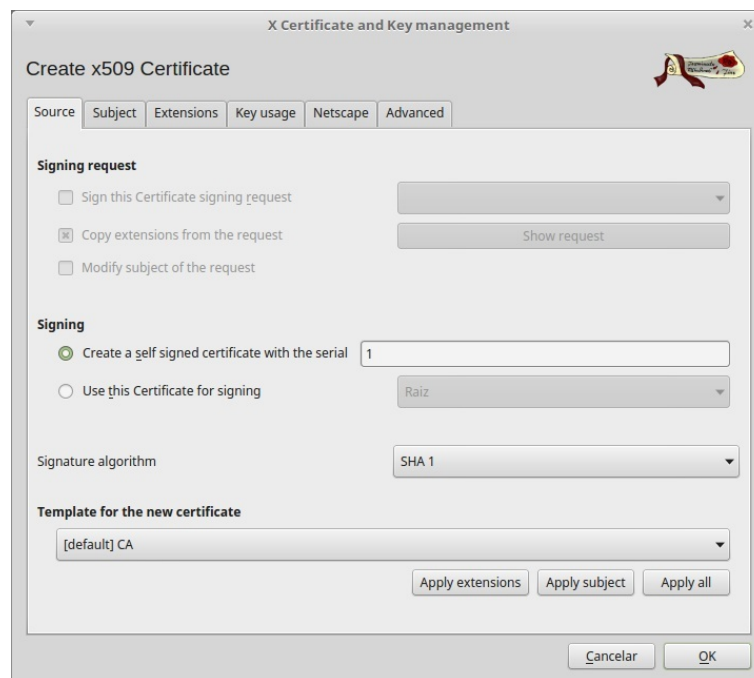 X Certificate and Key management
Create x509 Certificate
Source Subject Extensions Key usage Netscape Advanced
Signing request
Sign this Certificate signing request
Copy extensions from the request Show request
Modify subject of the request
Signing
Create a self signed certificate with the serial 1
Use this Certificate for signing Raiz
Signature algorithm SHA 1
Template for the new certificate
[default] CA
Apply extensions Apply subject Apply all
Cancelar OK